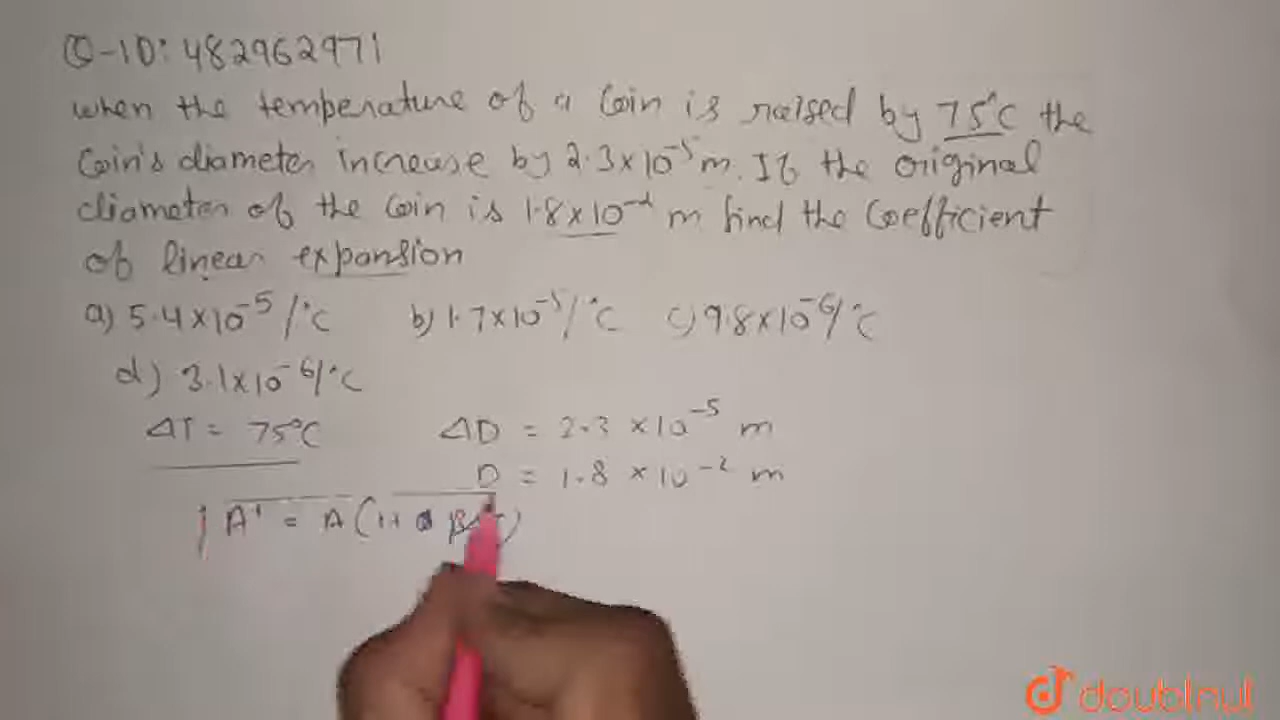 Q-ID: 482962971
when the temperature of a coin is raised by 75°C the
coin's diameter increase by 2.3×10⁻⁵ m. If the original
diameter of the coin is 1.8×10⁻² m find the coefficient
of linear expansion
a) 5.4×10⁻⁵/°C b) 1.7×10⁻⁵/°C c) 9.8×10⁻⁶/°C
d) 3.1×10⁻⁶/°C
ΔT = 75°C ΔD = 2.3 × 10⁻⁵ m
D = 1.8 × 10⁻² m
A' = A(1+ β
doubtnut